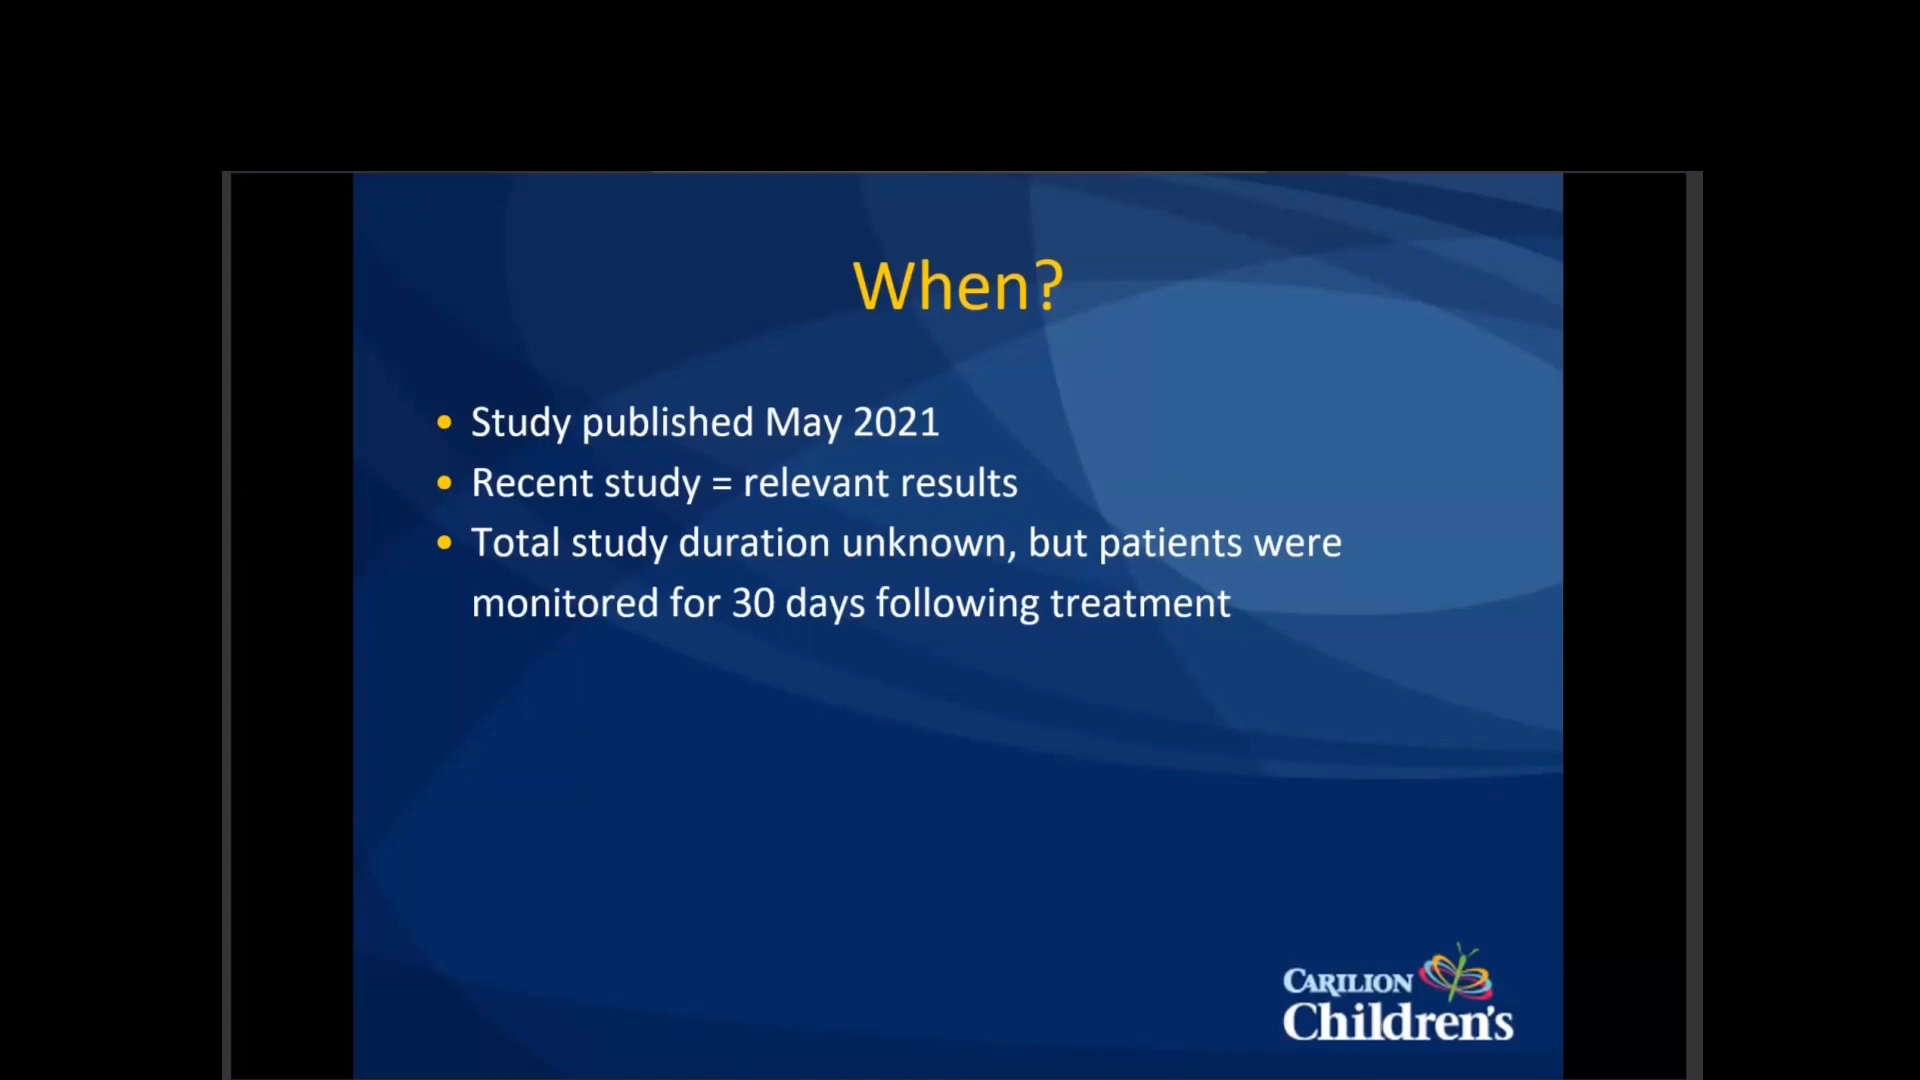 When?
• Study published May 2021
• Recent study = relevant results
• Total study duration unknown, but patients were
monitored for 30 days following treatment
CARILION
Children's